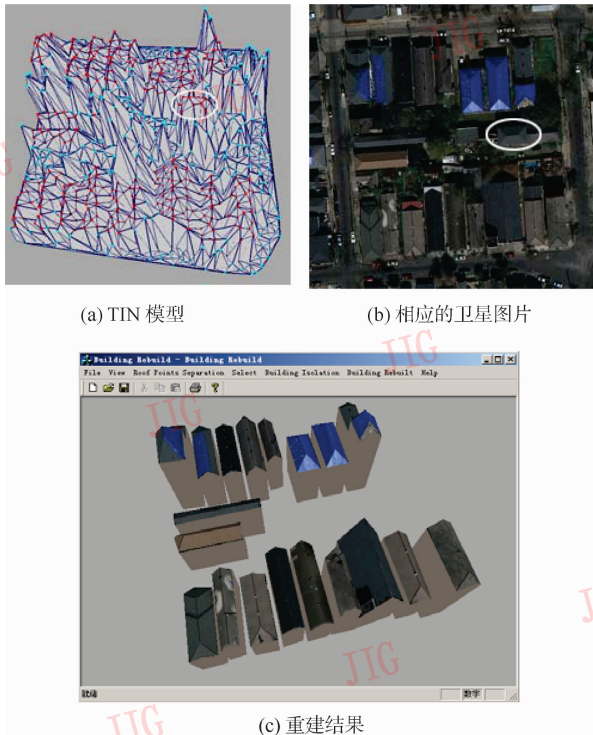 JIG
JIG
(a) TIN 模型
(b) 相应的卫星图片
JIG
Building Rebuild - Building Rebuild
File View Roof Points Separation Select Building Isolation Building Rebuilt Help
JIG
JIG
JIG
就绪
数字
JIG
(c) 重建结果